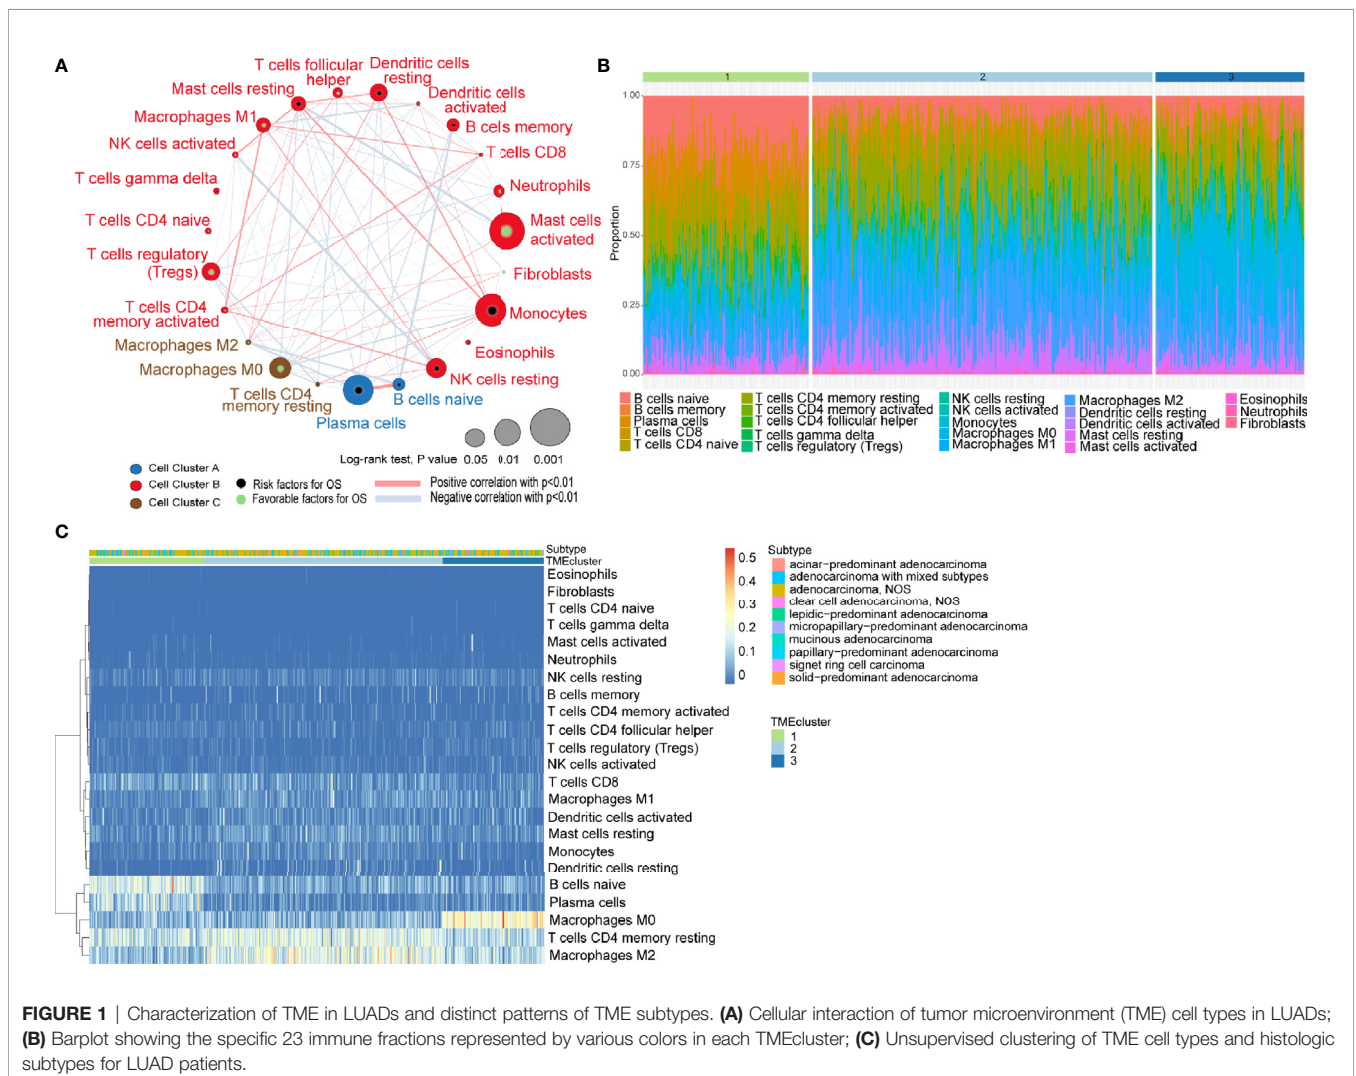 A
T cells follicular
helper
Dendritic cells
resting
Mast cells resting
Dendritic cells
activated
Macrophages M1
B cells memory
NK cells activated
T cells CD8
T cells gamma delta
Neutrophils
T cells CD4 naive
Mast cells
activated
T cells regulatory
(Tregs)
Fibroblasts
T cells CD4
memory activated
Monocytes
Macrophages M2
Eosinophils
Macrophages M0
NK cells resting
T cells CD4
memory resting
B cells naive
Plasma cells
Log-rank test, P value 0.05 0.01 0.001
Cell Cluster A
Cell Cluster B
Cell Cluster C
Risk factors for OS
Favorable factors for OS
Positive correlation with p<0.01
Negative correlation with p<0.01
B
1 2 3
Proportion
1.00
0.75
0.50
0.25
0.00
B cells naive
B cells memory
Plasma cells
T cells CD8
T cells CD4 naive
T cells CD4 memory resting
T cells CD4 memory activated
T cells CD4 follicular helper
T cells gamma delta
T cells regulatory (Tregs)
NK cells resting
NK cells activated
Monocytes
Macrophages M0
Macrophages M1
Macrophages M2
Dendritic cells resting
Dendritic cells activated
Mast cells resting
Mast cells activated
Eosinophils
Neutrophils
Fibroblasts
C
Subtype
TMEcluster
Eosinophils
Fibroblasts
T cells CD4 naive
T cells gamma delta
Mast cells activated
Neutrophils
NK cells resting
B cells memory
T cells CD4 memory activated
T cells CD4 follicular helper
T cells regulatory (Tregs)
NK cells activated
T cells CD8
Macrophages M1
Dendritic cells activated
Mast cells resting
Monocytes
Dendritic cells resting
B cells naive
Plasma cells
Macrophages M0
T cells CD4 memory resting
Macrophages M2
0.5
0.4
0.3
0.2
0.1
0
Subtype
acinar-predominant adenocarcinoma
adenocarcinoma with mixed subtypes
adenocarcinoma, NOS
clear cell adenocarcinoma, NOS
lepidic-predominant adenocarcinoma
micropapillary-predominant adenocarcinoma
mucinous adenocarcinoma
papillary-predominant adenocarcinoma
signet ring cell carcinoma
solid-predominant adenocarcinoma
TMEcluster
1
2
3
FIGURE 1 | Characterization of TME in LUADs and distinct patterns of TME subtypes. (A) Cellular interaction of tumor microenvironment (TME) cell types in LUADs;
(B) Barplot showing the specific 23 immune fractions represented by various colors in each TMEcluster; (C) Unsupervised clustering of TME cell types and histologic
subtypes for LUAD patients.